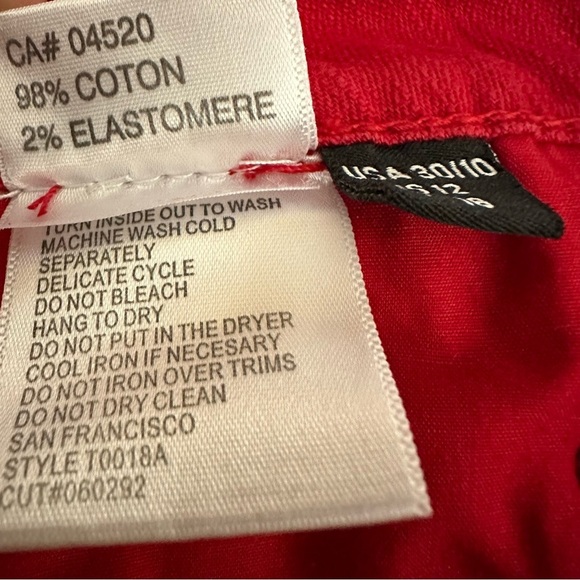 CA# 04520
98% COTON
2% ELASTOMERE
USA 30/10
12
TURN INSIDE OUT TO WASH
MACHINE WASH COLD
SEPARATELY
DELICATE CYCLE
DO NOT BLEACH
HANG TO DRY
DO NOT PUT IN THE DRYER
COOL IRON IF NECESSARY
DO NOT IRON OVER TRIMS
DO NOT DRY CLEAN
SAN FRANCISCO
STYLE T0018A
CUT#060292